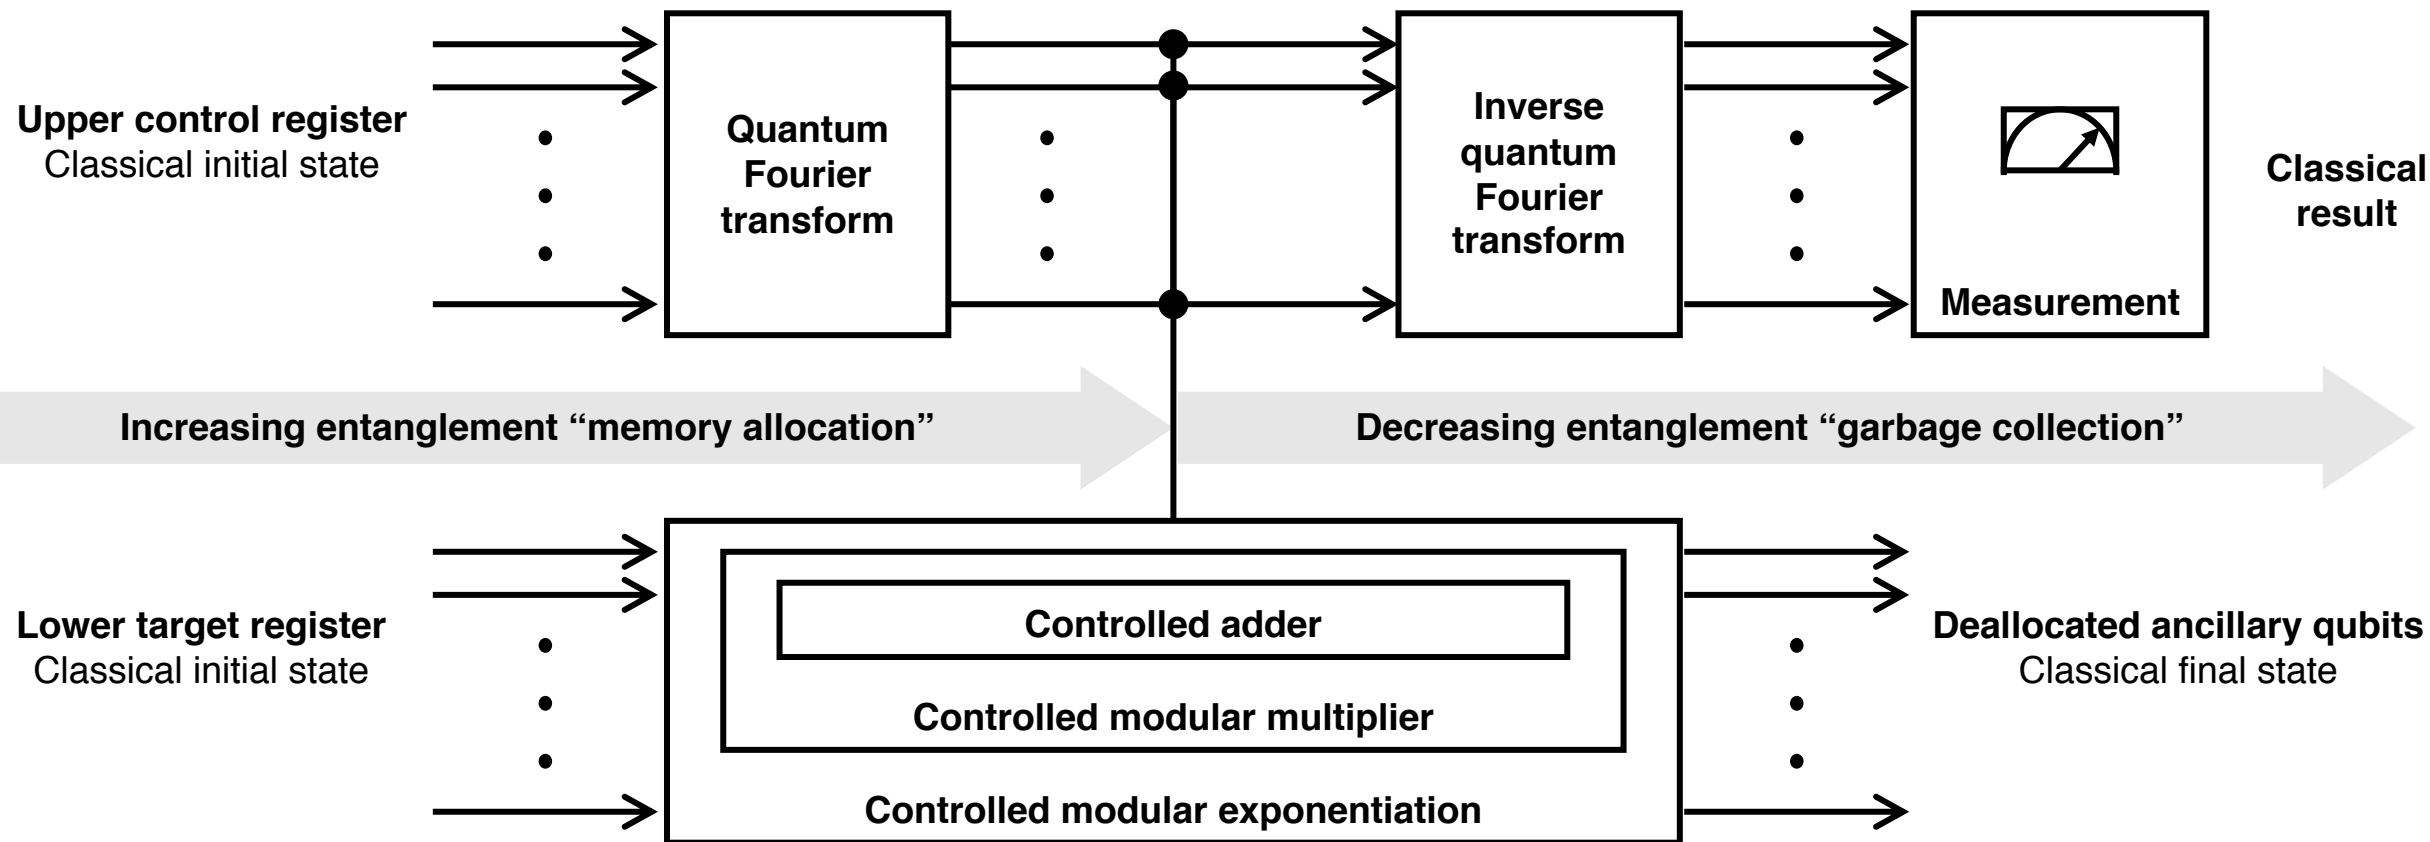 Upper control register
Classical initial state
Quantum
Fourier
transform
Inverse
quantum
Fourier
transform
Measurement
Classical
result
Increasing entanglement “memory allocation”
Decreasing entanglement “garbage collection”
Lower target register
Classical initial state
Controlled adder
Controlled modular multiplier
Controlled modular exponentiation
Deallocated ancillary qubits
Classical final state